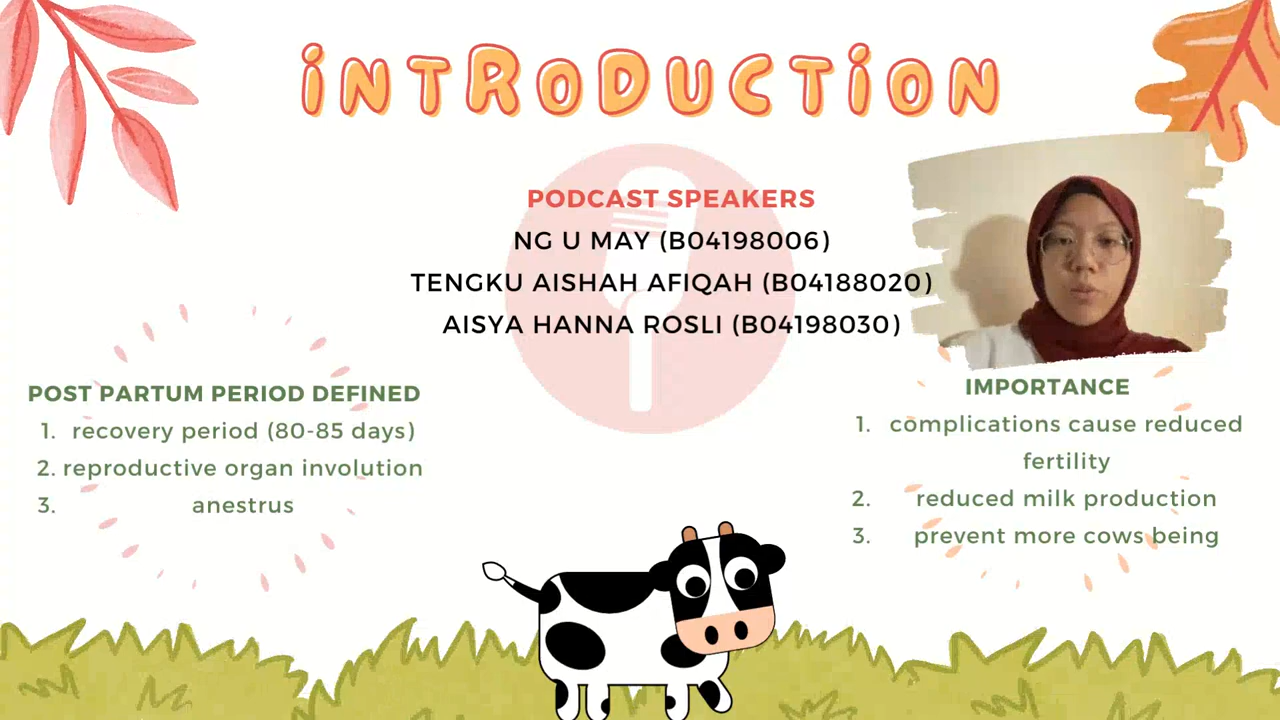 iNTRODUCTiON
PODCAST SPEAKERS
NG U MAY (B04198006)
TENGKU AISHAH AFIQAH (B04188020)
AISYA HANNA ROSLI (B04198030)
POST PARTUM PERIOD DEFINED
1. recovery period (80-85 days)
2. reproductive organ involution
3. anestrus
IMPORTANCE
1. complications cause reduced
fertility
2. reduced milk production
3. prevent more cows being